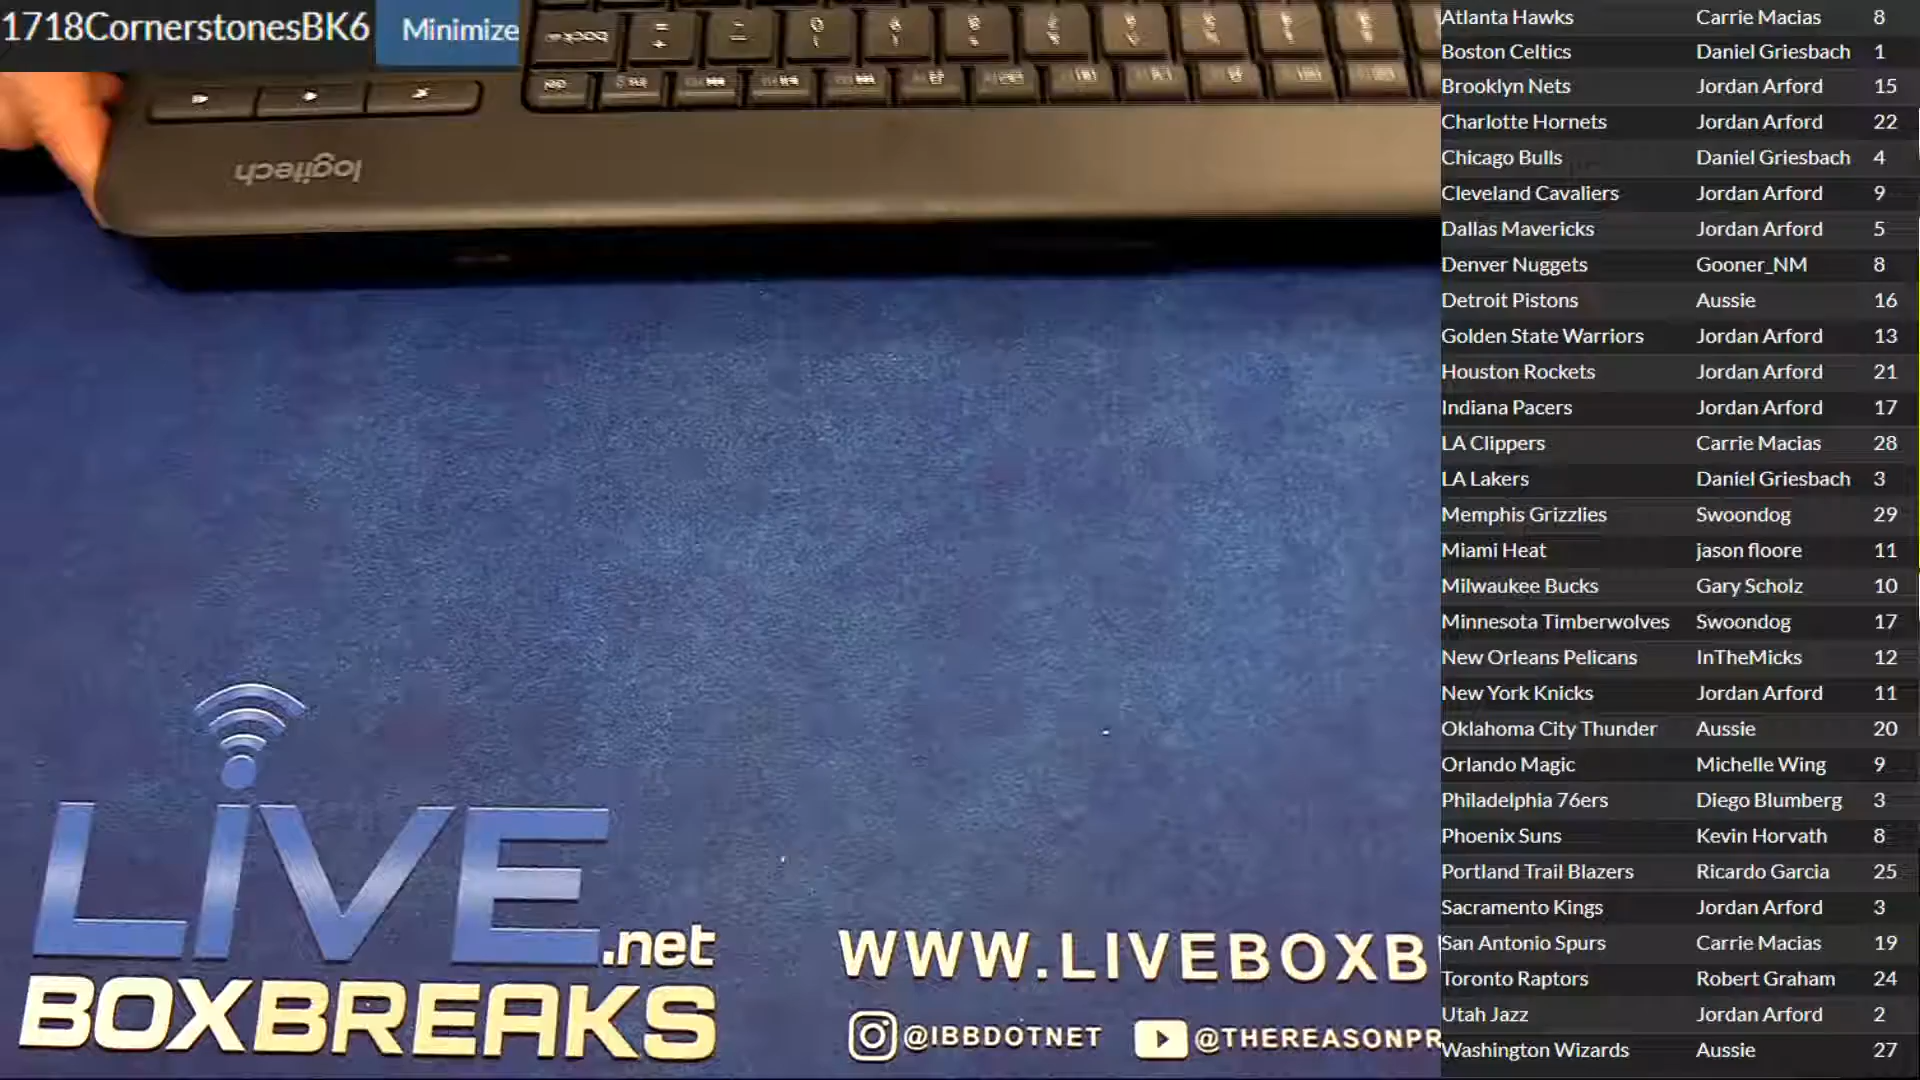 1718CornerstonesBK6
Minimize
logitech
LIVE.net
BOXBREAKS
WWW.LIVEBOXB
@IBBDOTNET
@THEREASONPR
Atlanta Hawks Carrie Macias 8
Boston Celtics Daniel Griesbach 1
Brooklyn Nets Jordan Arford 15
Charlotte Hornets Jordan Arford 22
Chicago Bulls Daniel Griesbach 4
Cleveland Cavaliers Jordan Arford 9
Dallas Mavericks Jordan Arford 5
Denver Nuggets Gooner_NM 8
Detroit Pistons Aussie 16
Golden State Warriors Jordan Arford 13
Houston Rockets Jordan Arford 21
Indiana Pacers Jordan Arford 17
LA Clippers Carrie Macias 28
LA Lakers Daniel Griesbach 3
Memphis Grizzlies Swoondog 29
Miami Heat jason floore 11
Milwaukee Bucks Gary Scholz 10
Minnesota Timberwolves Swoondog 17
New Orleans Pelicans InTheMicks 12
New York Knicks Jordan Arford 11
Oklahoma City Thunder Aussie 20
Orlando Magic Michelle Wing 9
Philadelphia 76ers Diego Blumberg 3
Phoenix Suns Kevin Horvath 8
Portland Trail Blazers Ricardo Garcia 25
Sacramento Kings Jordan Arford 3
San Antonio Spurs Carrie Macias 19
Toronto Raptors Robert Graham 24
Utah Jazz Jordan Arford 2
Washington Wizards Aussie 27